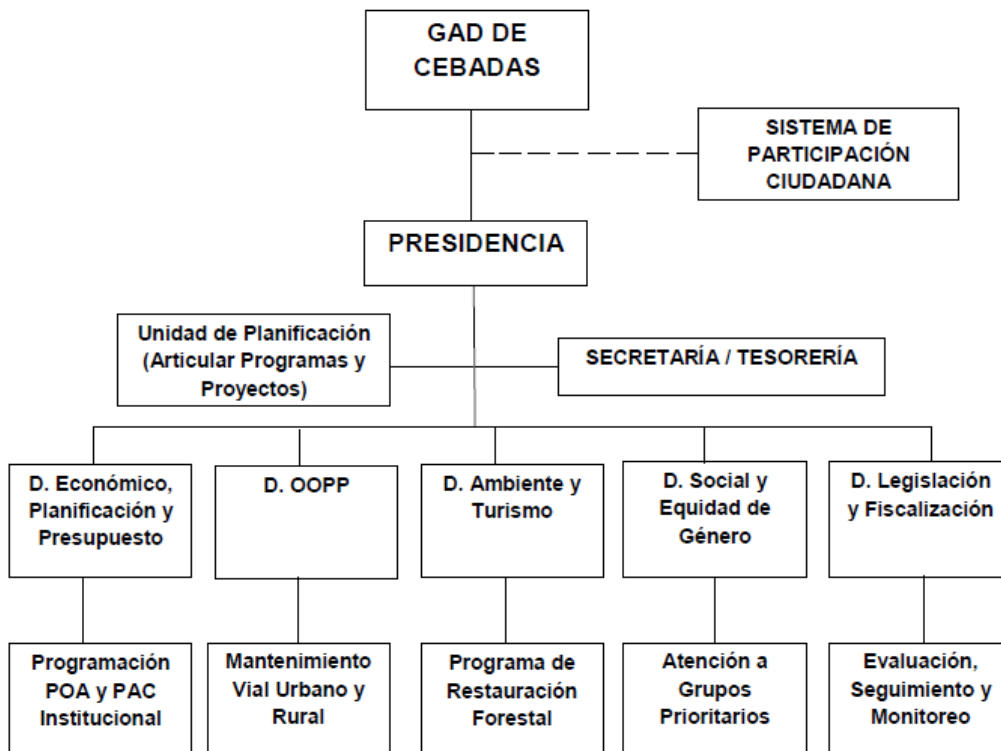 GAD DE
CEBADAS
SISTEMA DE
PARTICIPACIÓN
CIUDADANA
PRESIDENCIA
Unidad de Planificación
(Articular Programas y
Proyectos)
SECRETARÍA / TESORERÍA
D. Económico,
Planificación y
Presupuesto
D. OOPP
D. Ambiente y
Turismo
D. Social y
Equidad de
Género
D. Legislación
y Fiscalización
Programación
POA y PAC
Institucional
Mantenimiento
Vial Urbano y
Rural
Programa de
Restauración
Forestal
Atención a
Grupos
Prioritarios
Evaluación,
Seguimiento y
Monitoreo